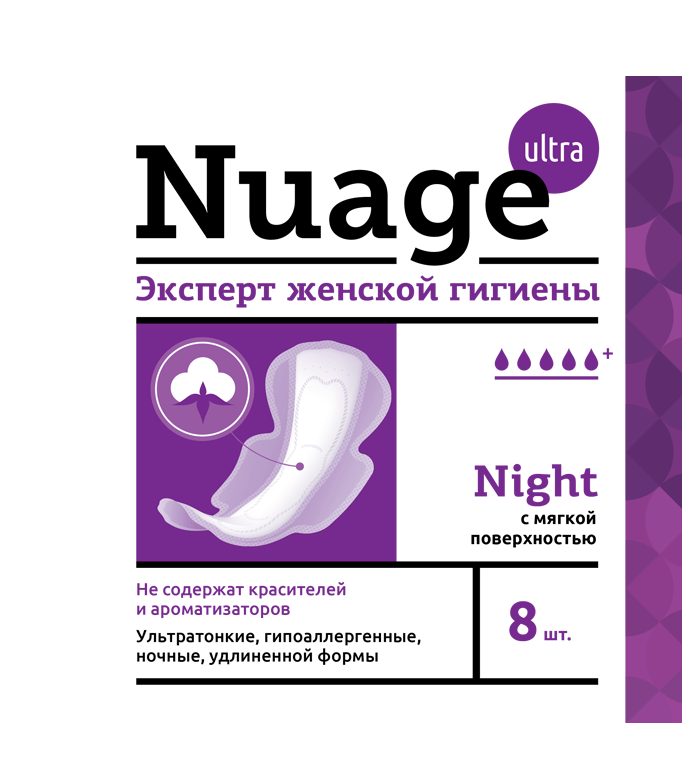 ultra
Nuage
Эксперт женской гигиены
+
Night
с мягкой
поверхностью
Не содержат красителей
и ароматизаторов
Ультратонкие, гипоаллергенные,
ночные, удлиненной формы
8 шт.